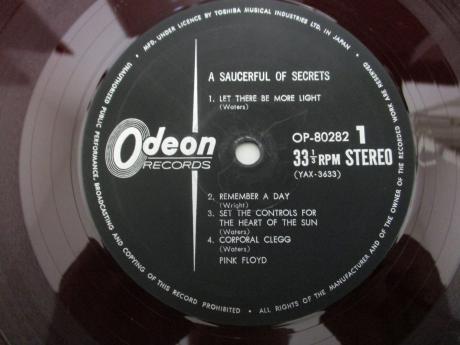 • MFD. UNDER LICENCE BY TOSHIBA MUSICAL INDUSTRIES LTD. IN JAPAN •
UNAUTHORIZED PUBLIC PERFORMANCE, BROADCASTING AND COPYING OF THIS RECORD PROHIBITED •
ALL RIGHTS OF THE MANUFACTURER AND OF THE OWNER OF THE RECORDED WORK ARE RESERVED
A SAUCERFUL OF SECRETS
1. LET THERE BE MORE LIGHT
(Waters)
Odeon
RECORDS
OP-80282 1
33 1/3 RPM STEREO
(YAX-3633)
2. REMEMBER A DAY
(Wright)
3. SET THE CONTROLS FOR
THE HEART OF THE SUN
(Waters)
4. CORPORAL CLEGG
(Waters)
PINK FLOYD